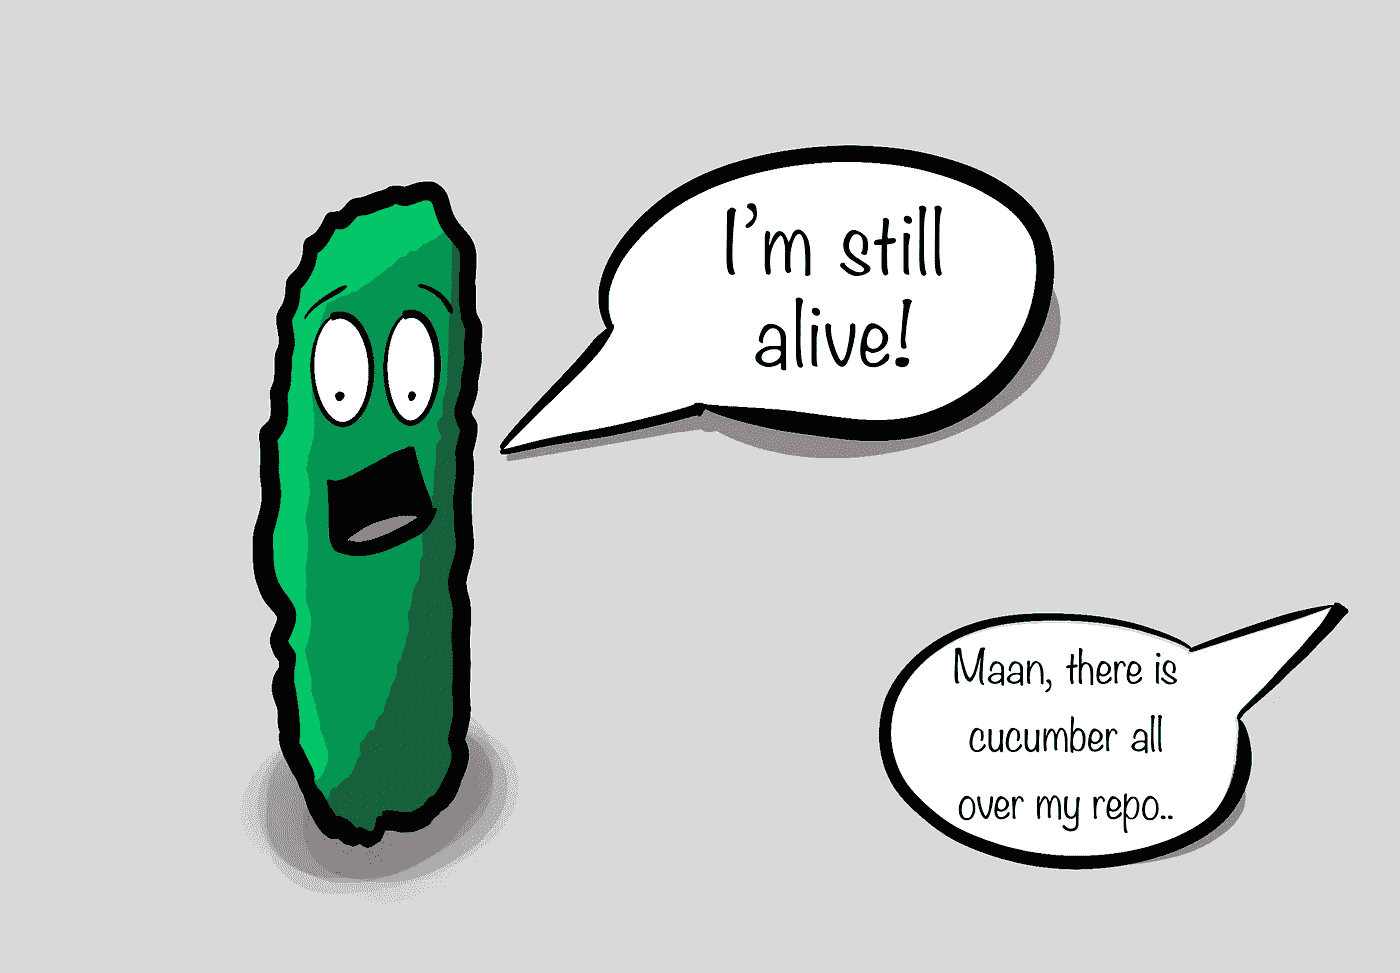 I'm still
alive!
Maan, there is
cucumber all
over my repo..